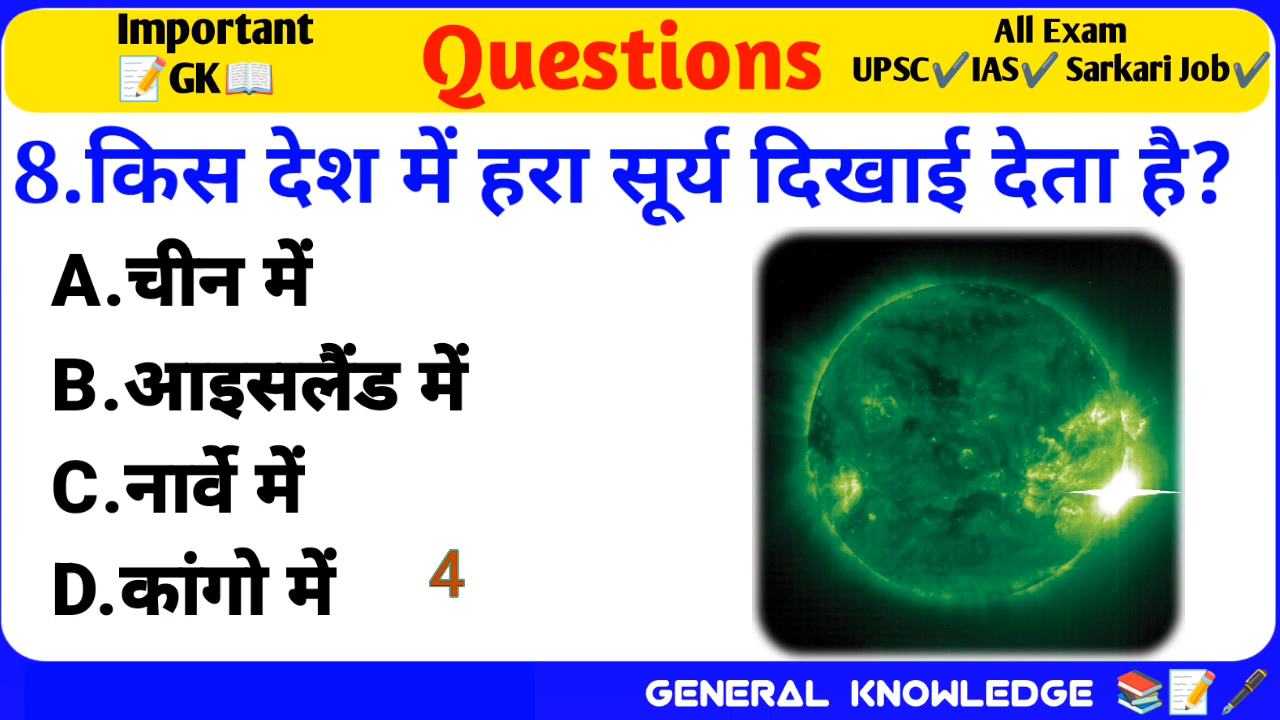 Important
📝GK📖
Questions
All Exam
UPSC✔️IAS✔️ Sarkari Job✔️
8.किस देश में हरा सूर्य दिखाई देता है?
A.चीन में
B.आइसलैंड में
C.नार्वे में
D.कांगो में
4
GENERAL KNOWLEDGE 📚📝🖋️